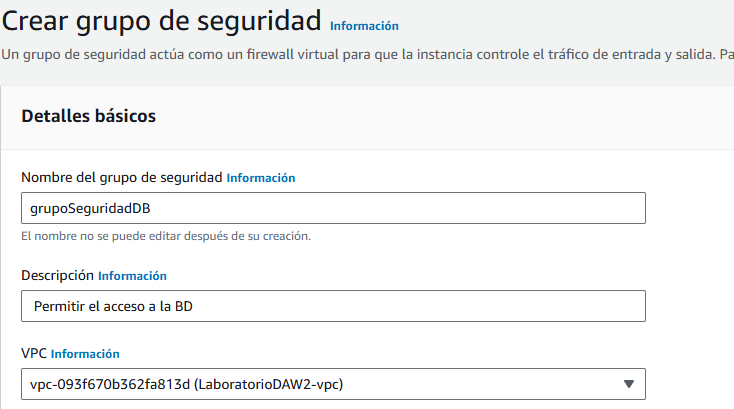 Crear grupo de seguridad Información
Un grupo de seguridad actúa como un firewall virtual para que la instancia controle el tráfico de entrada y salida. Pa
Detalles básicos
Nombre del grupo de seguridad Información
grupoSeguridadDB
El nombre no se puede editar después de su creación.
Descripción Información
Permitir el acceso a la BD
VPC Información
vpc-093f670b362fa813d (LaboratorioDAW2-vpc)